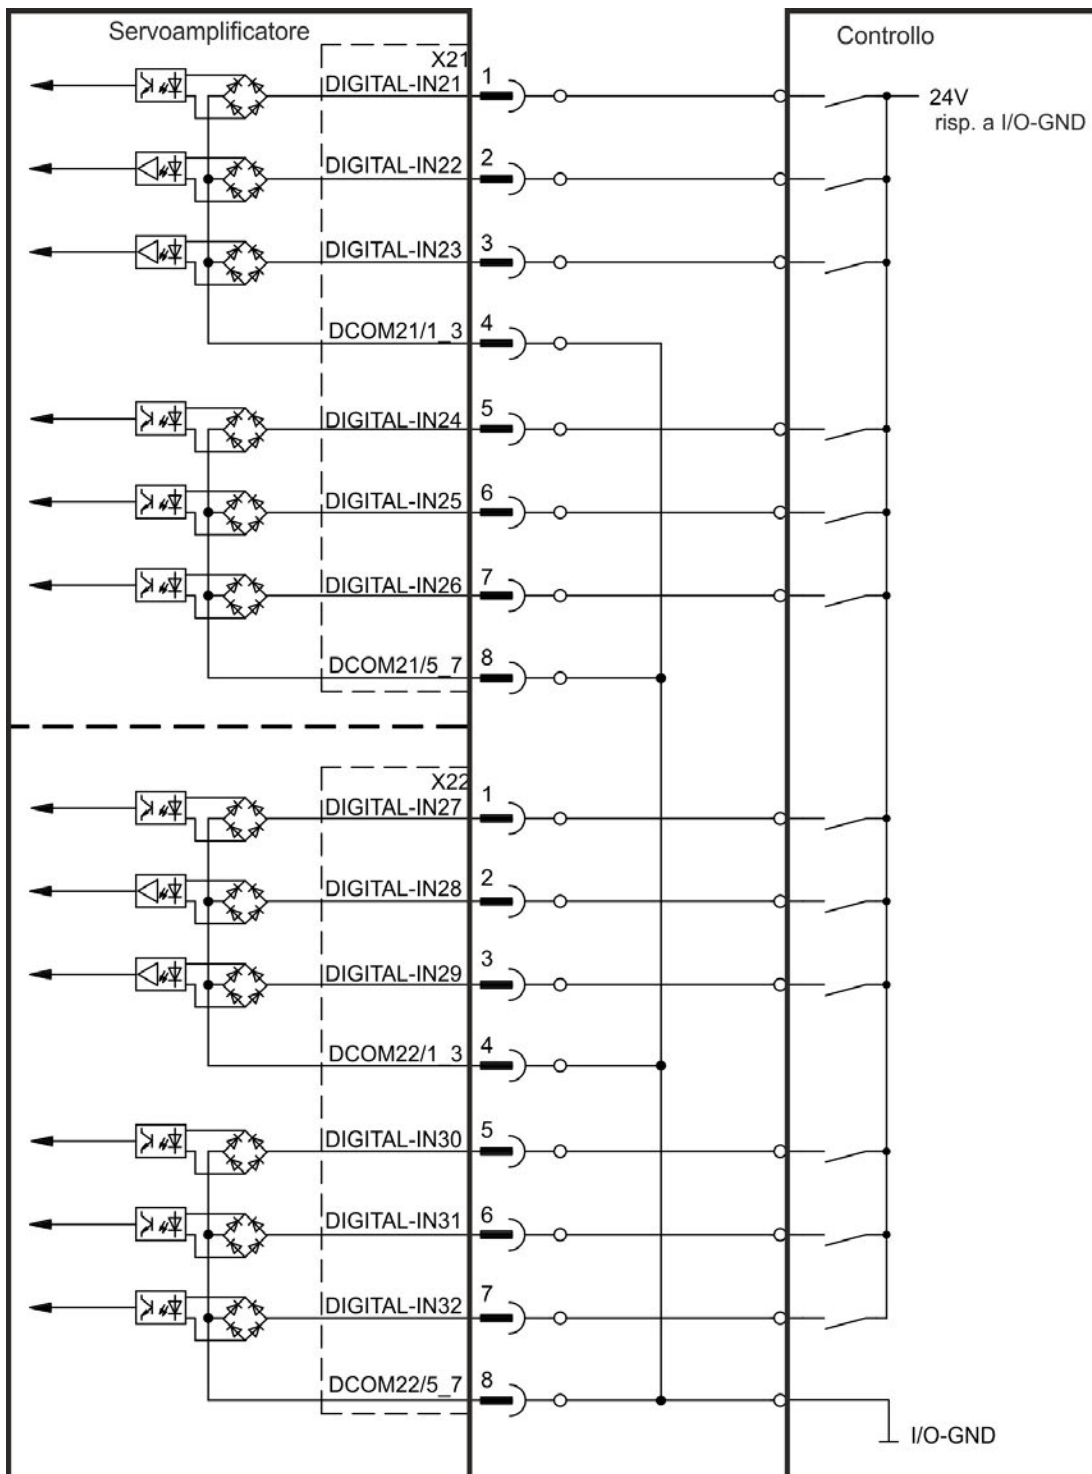 Servoamplificatore
Controllo
X21
DIGITAL-IN21 1
24V
risp. a I/O-GND
DIGITAL-IN22 2
DIGITAL-IN23 3
DCOM21/1_3 4
DIGITAL-IN24 5
DIGITAL-IN25 6
DIGITAL-IN26 7
DCOM21/5_7 8
X22
DIGITAL-IN27 1
DIGITAL-IN28 2
DIGITAL-IN29 3
DCOM22/1_3 4
DIGITAL-IN30 5
DIGITAL-IN31 6
DIGITAL-IN32 7
DCOM22/5_7 8
I/O-GND